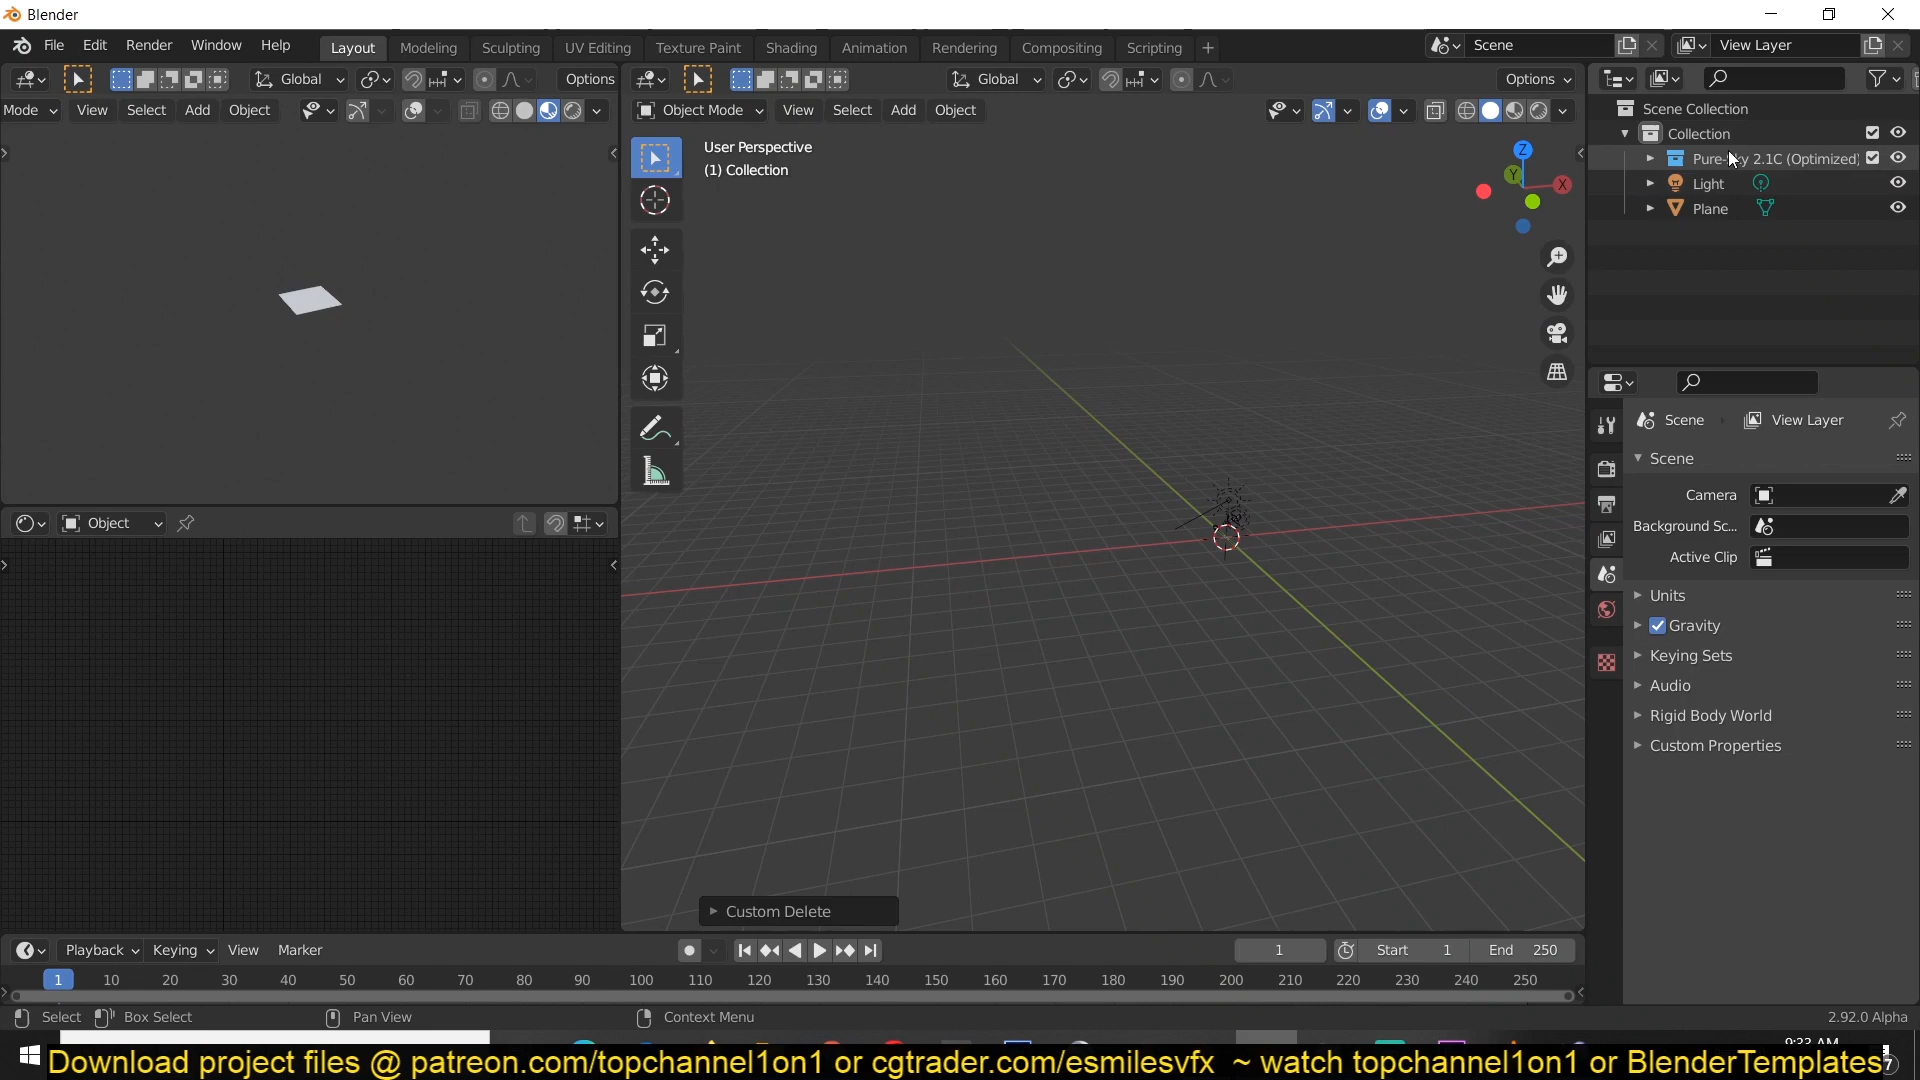 Blender
File Edit Render Window Help
Layout Modeling Sculpting UV Editing Texture Paint Shading Animation Rendering Compositing Scripting +
Scene View Layer
Global Options
Global Options
Mode View Select Add Object
Object Mode View Select Add Object
User Perspective
(1) Collection
Z
Y
X
Scene Collection
Collection
2.1C (Optimized)
Light
Plane
Scene View Layer
Scene
Camera
Background Sc...
Active Clip
Units
Gravity
Keying Sets
Audio
Rigid Body World
Custom Properties
Object
Custom Delete
Playback Keying View Marker
1 Start 1 End 250
1 10 20 30 40 50 60 70 80 90 100 110 120 130 140 150 160 170 180 190 200 210 220 230 240 250
Select Box Select Pan View Context Menu
2.92.0 Alpha
Download project files @ patreon.com/topchannel1on1 or cgtrader.com/esmilesvfx ~ watch topchannel1on1 or BlenderTemplates